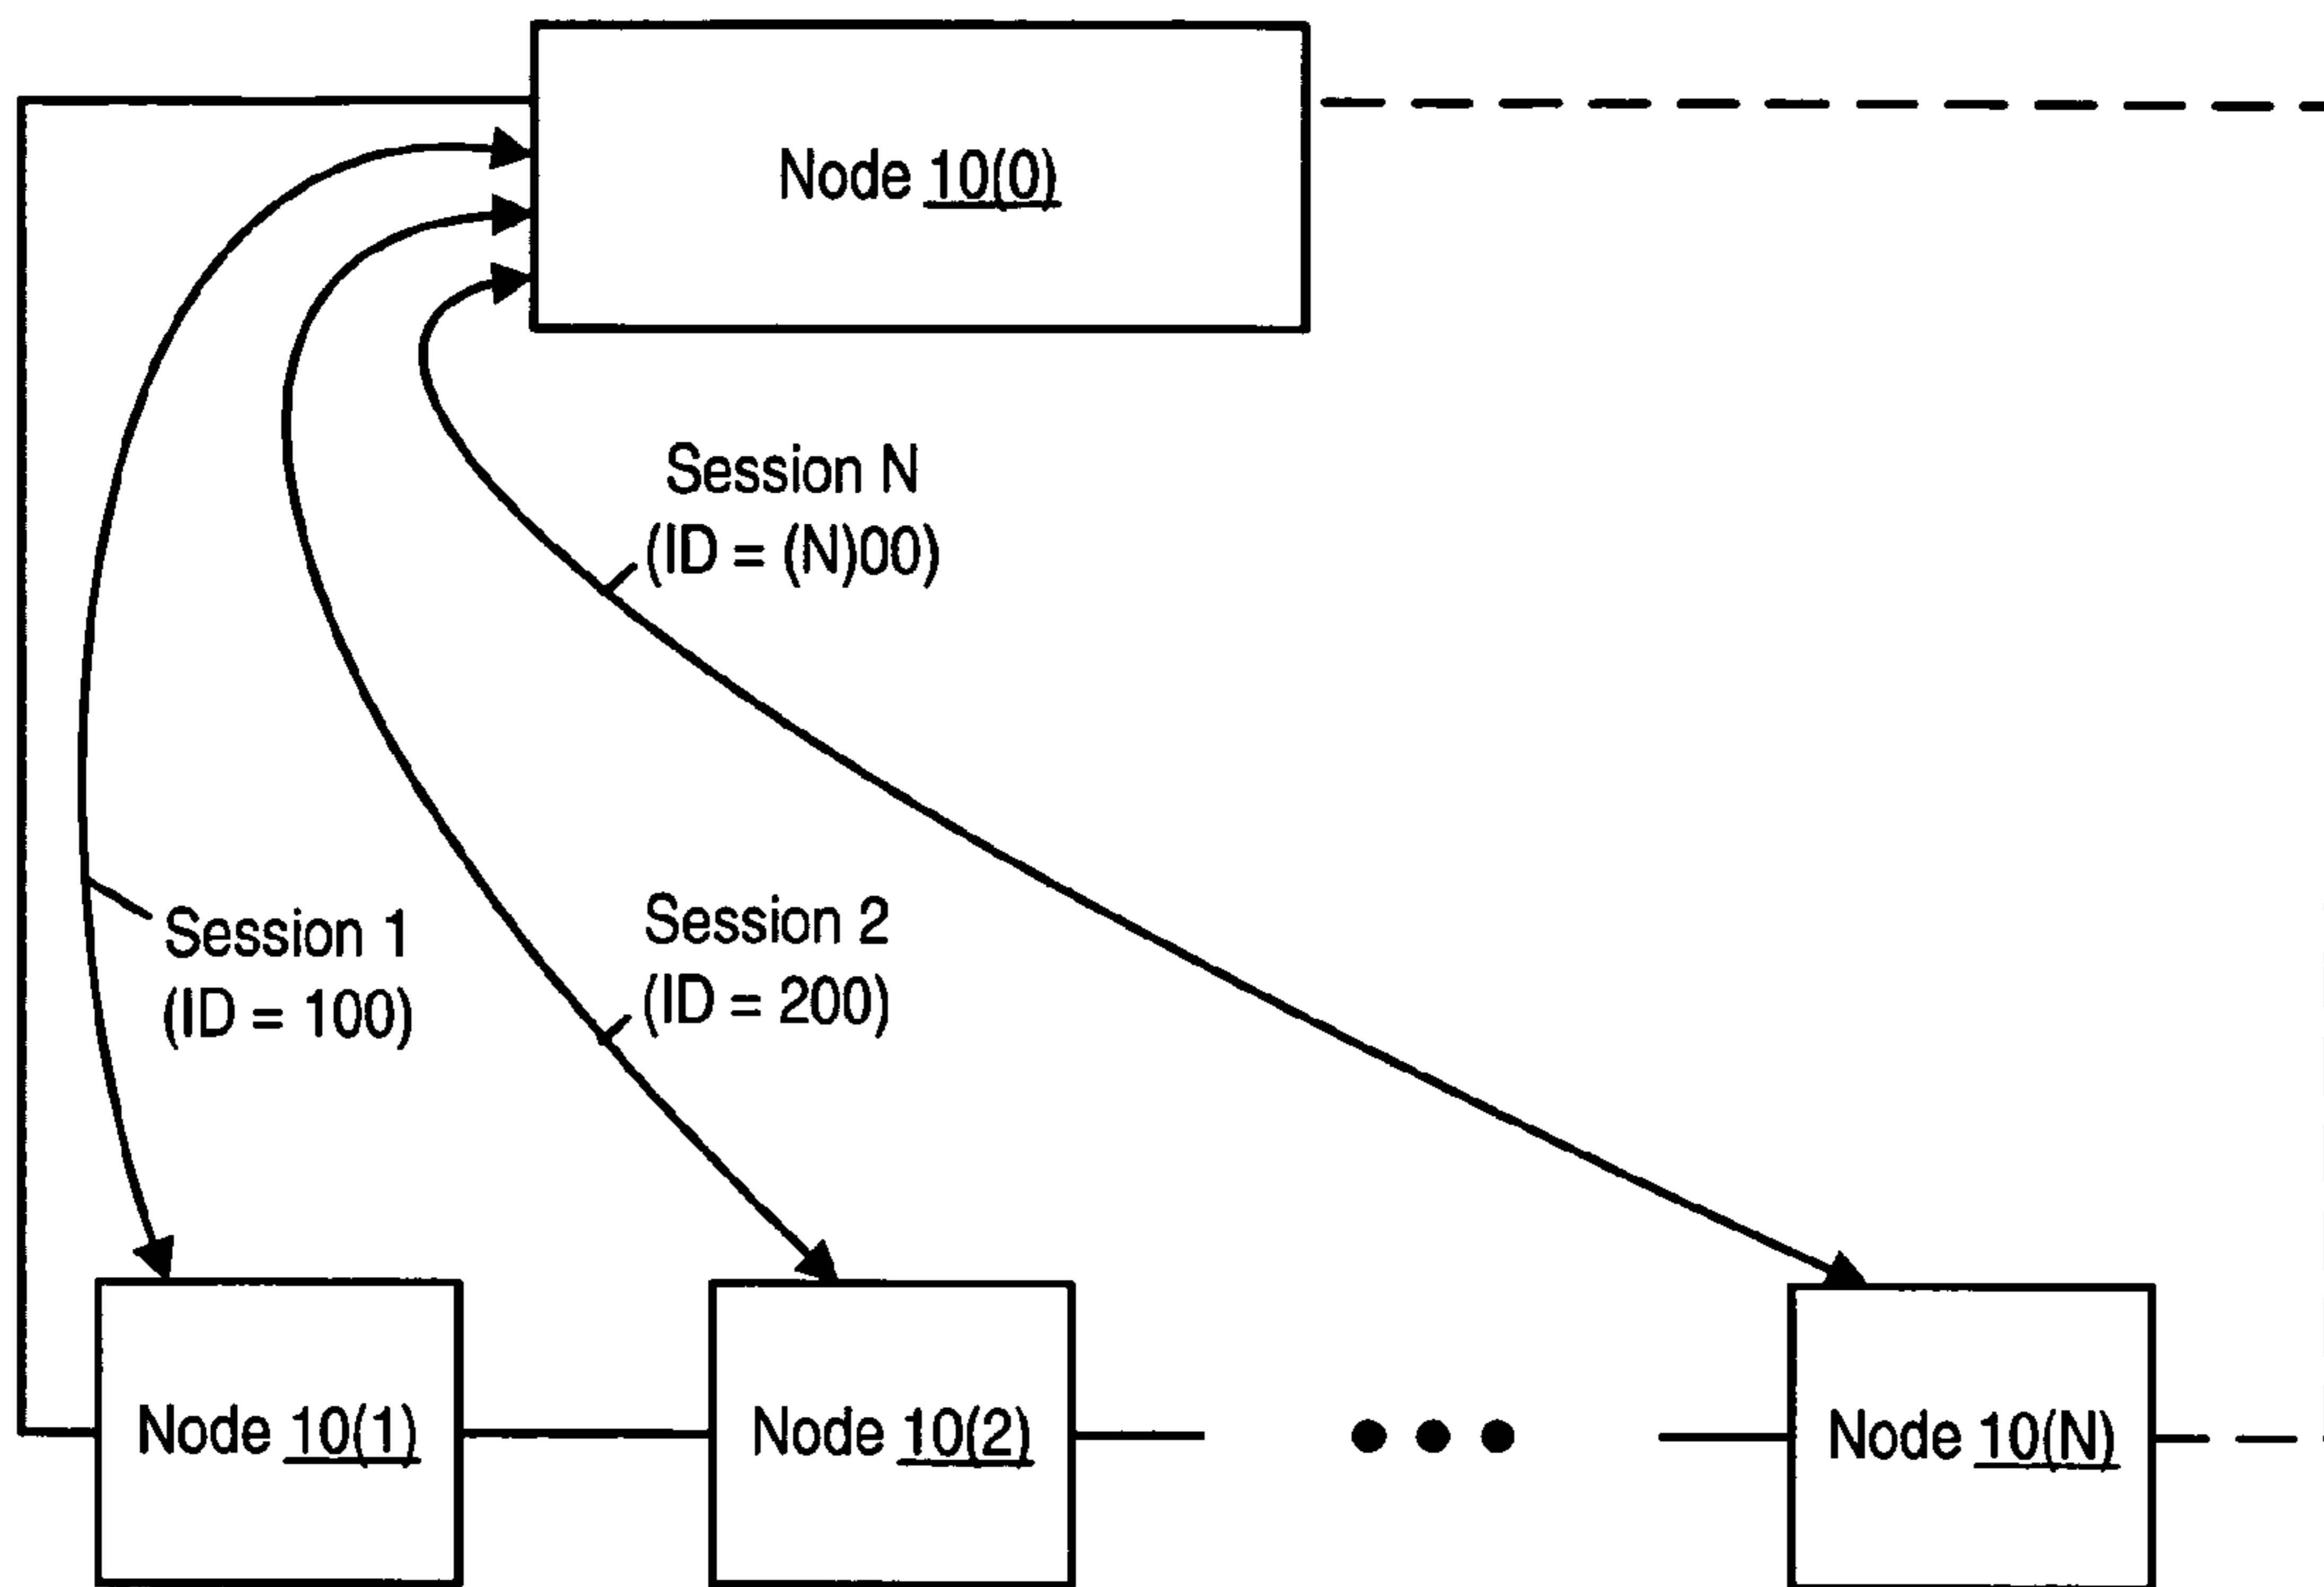 Node 10(0)
Session N
(ID = (N)00)
Session 1
(ID = 100)
Session 2
(ID = 200)
Node 10(1)
Node 10(2)
Node 10(N)